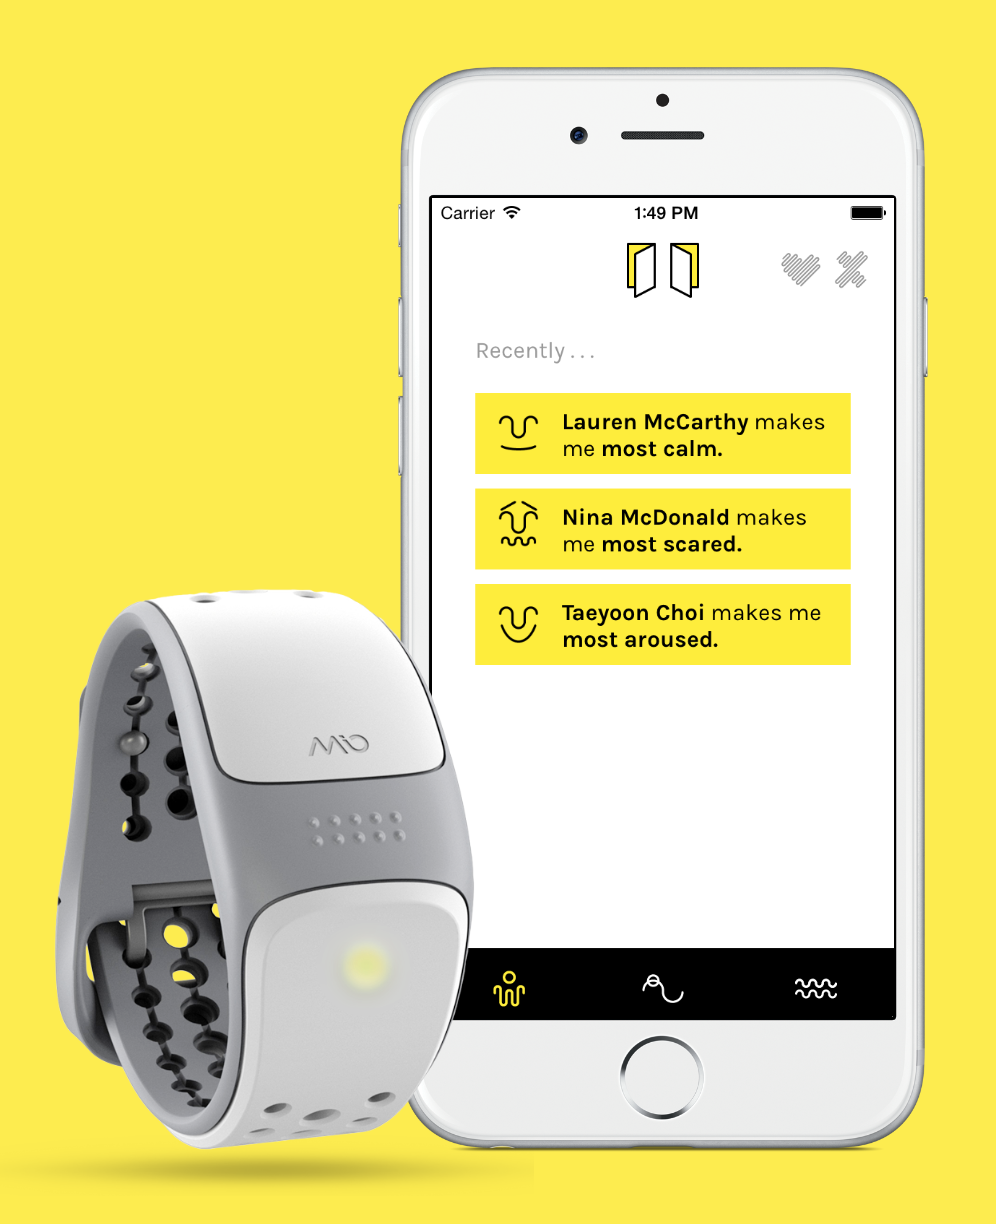 Carrier 1:49 PM
Recently . . .
Lauren McCarthy makes
me most calm.
Nina McDonald makes
me most scared.
Taeyoon Choi makes me
most aroused.
MIO